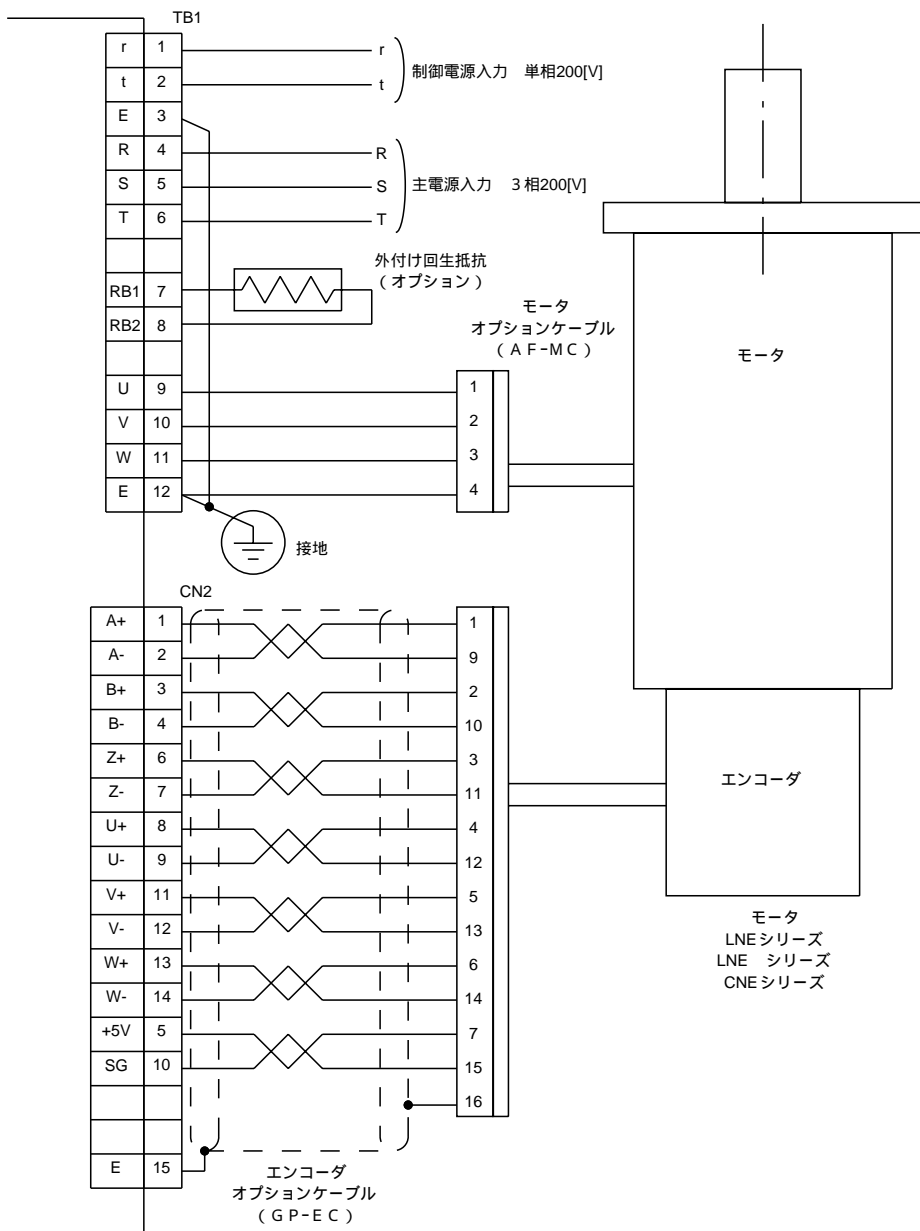 TB1
r 1 r
t 2 t
制御電源入力 単相200[V]
E 3
R 4 R
S 5 S
T 6 T
主電源入力 3相200[V]
外付け回生抵抗
(オプション)
RB1 7
RB2 8
モータ
オプションケーブル
(AF-MC)
モータ
U 9 1
V 10 2
W 11 3
E 12 4
接地
CN2
A+ 1 1
A- 2 9
B+ 3 2
B- 4 10
Z+ 6 3
Z- 7 11
エンコーダ
U+ 8 4
U- 9 12
V+ 11 5
V- 12 13
W+ 13 6
W- 14 14
+5V 5 7
SG 10 15
16
E 15
モータ
LNEシリーズ
LNE シリーズ
CNEシリーズ
エンコーダ
オプションケーブル
(GP-EC)